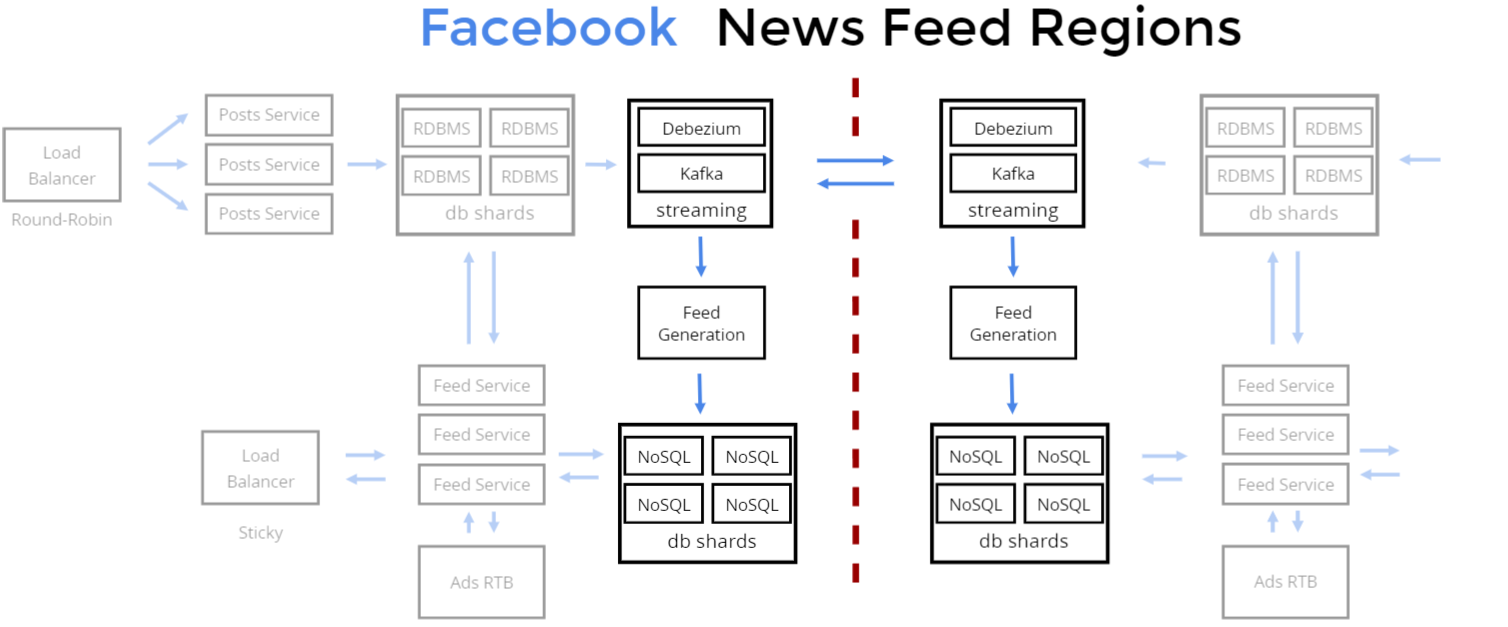 Facebook News Feed Regions
Load
Balancer
Round-Robin
Posts Service
Posts Service
Posts Service
RDBMS RDBMS
RDBMS RDBMS
db shards
Debezium
Kafka
streaming
Debezium
Kafka
streaming
RDBMS RDBMS
RDBMS RDBMS
db shards
Feed
Generation
Feed
Generation
Load
Balancer
Sticky
Feed Service
Feed Service
Feed Service
Ads RTB
NoSQL NoSQL
NoSQL NoSQL
db shards
NoSQL NoSQL
NoSQL NoSQL
db shards
Feed Service
Feed Service
Feed Service
Ads RTB